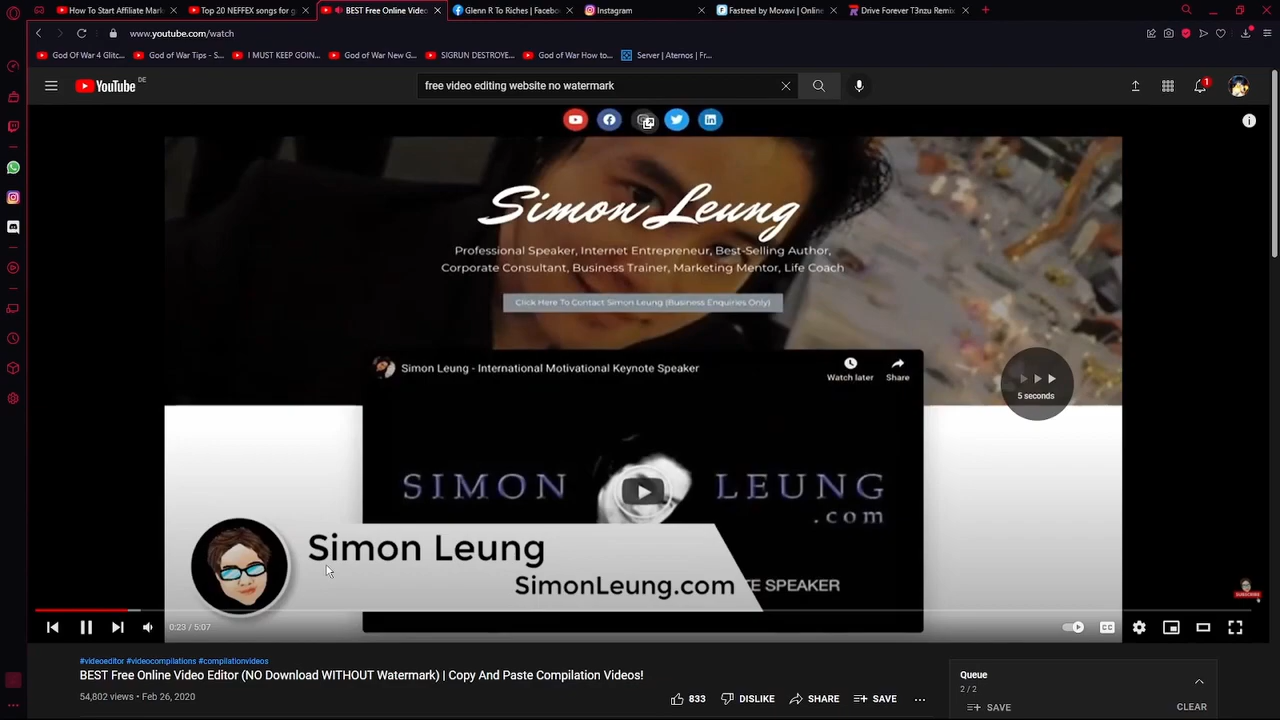 How To Start Affiliate Mark
Top 20 NEFFEX songs for g
BEST Free Online Video
Glenn R To Riches | Faceb
Instagram
Fastreel by Movavi | Online
Drive Forever T3nzu Remix
www.youtube.com/watch
God Of War 4 Glitc...
God of War Tips - S...
I MUST KEEP GOIN...
God of War New G...
SIGRUN DESTROYE...
God of War How to...
Server | Aternos | Fr...
YouTube DE
free video editing website no watermark
1
Simon Leung
Professional Speaker, Internet Entrepreneur, Best-Selling Author,
Corporate Consultant, Business Trainer, Marketing Mentor, Life Coach
Click Here To Contact Simon Leung (Business Enquiries Only)
Simon Leung - International Motivational Keynote Speaker
Watch later
Share
5 seconds
SIMON LEUNG
.com
Simon Leung
SimonLeung.com
TE SPEAKER
SUBSCRIBE
0:23 / 5:07
CC
#videoeditor #videocompilations #compilationvideos
BEST Free Online Video Editor (NO Download WITHOUT Watermark) | Copy And Paste Compilation Videos!
54,802 views • Feb 26, 2020
833
DISLIKE
SHARE
SAVE
Queue
2 / 2
SAVE
CLEAR